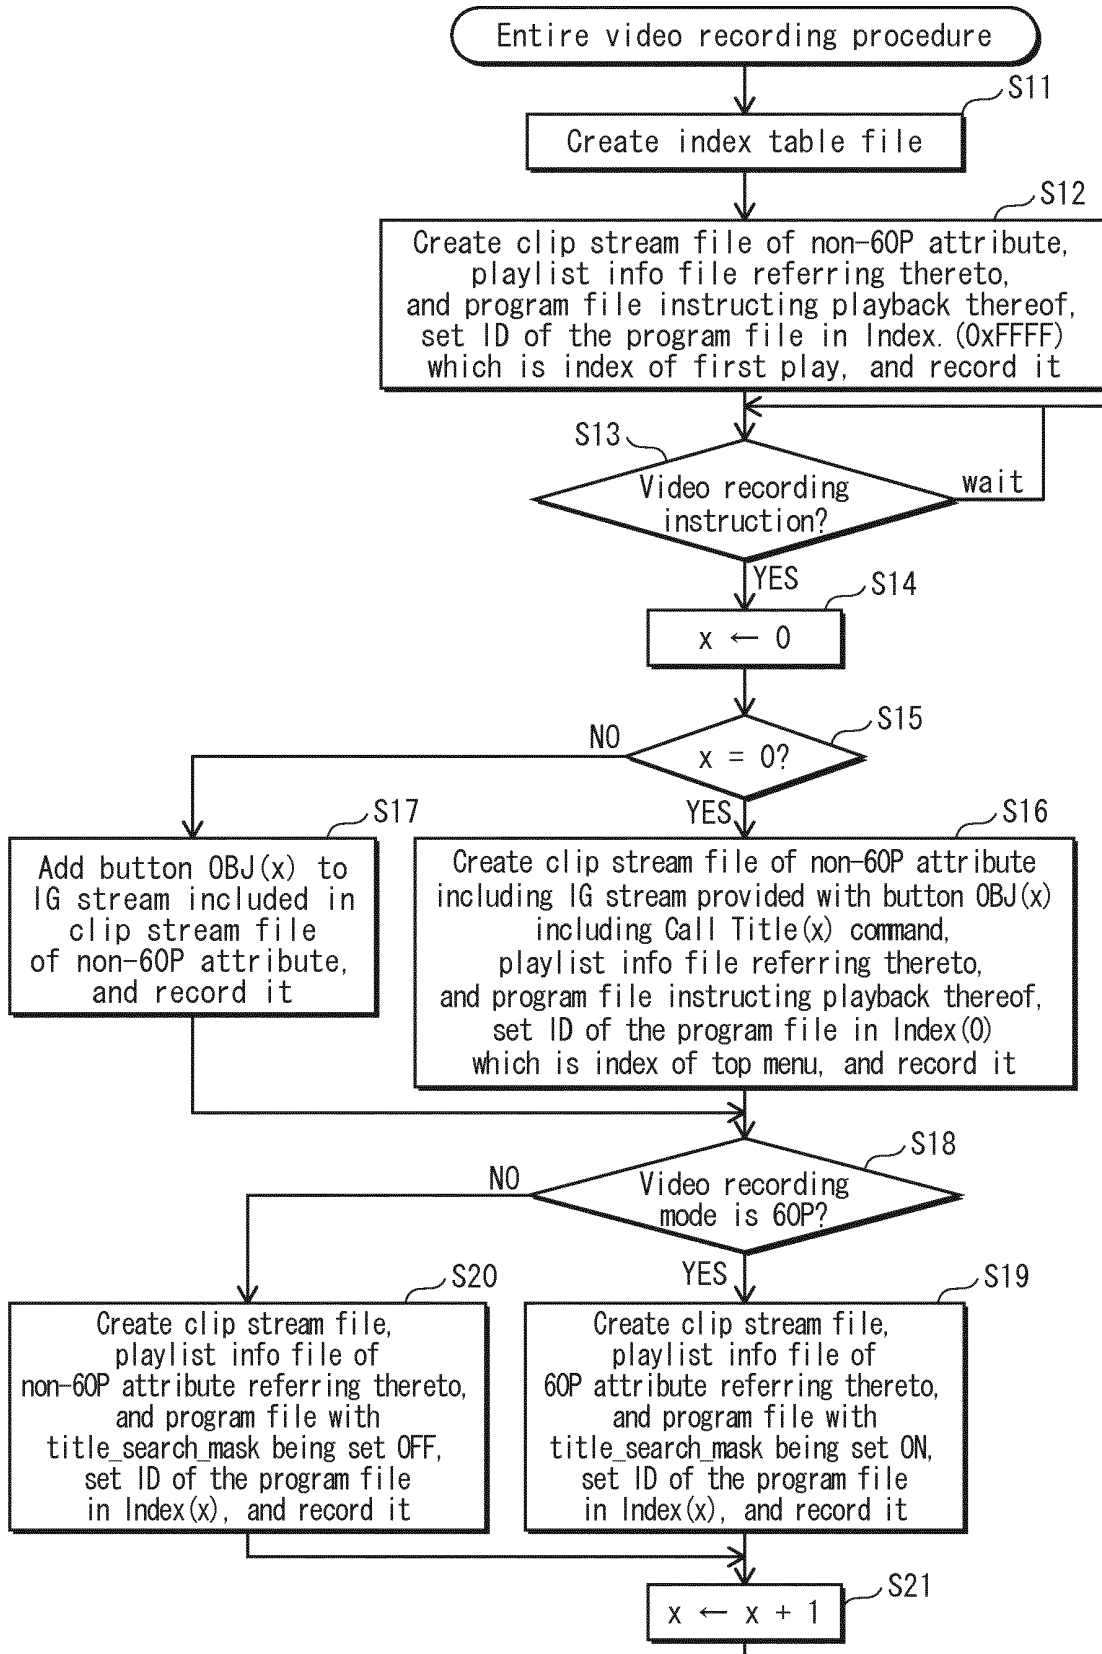 Entire video recording procedure
S11
Create index table file
S12
Create clip stream file of non-60P attribute,
playlist info file referring thereto,
and program file instructing playback thereof,
set ID of the program file in Index.(0xFFFF)
which is index of first play, and record it
S13
Video recording
instruction?
wait
YES
S14
x ← 0
S15
x = 0?
NO
YES
S17
Add button OBJ(x) to
IG stream included in
clip stream file
of non-60P attribute,
and record it
S16
Create clip stream file of non-60P attribute
including IG stream provided with button OBJ(x)
including Call Title(x) command,
playlist info file referring thereto,
and program file instructing playback thereof,
set ID of the program file in Index(0)
which is index of top menu, and record it
S18
Video recording
mode is 60P?
NO
YES
S20
Create clip stream file,
playlist info file of
non-60P attribute referring thereto,
and program file with
title_search_mask being set OFF,
set ID of the program file
in Index(x), and record it
S19
Create clip stream file,
playlist info file of
60P attribute referring thereto,
and program file with
title_search_mask being set ON,
set ID of the program file
in Index(x), and record it
S21
x ← x + 1